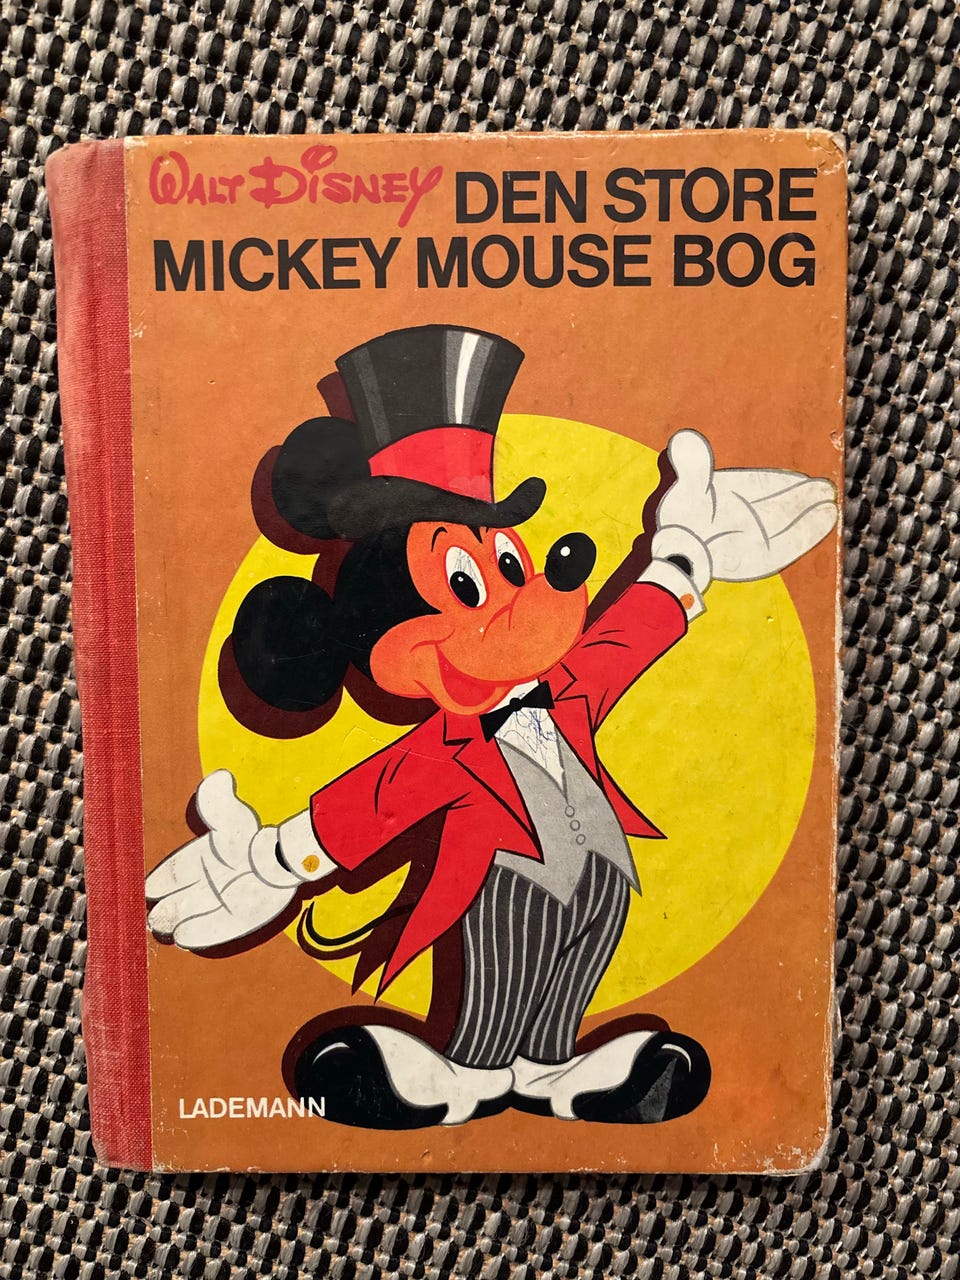 WALT DISNEY DEN STORE
MICKEY MOUSE BOG
LADEMANN